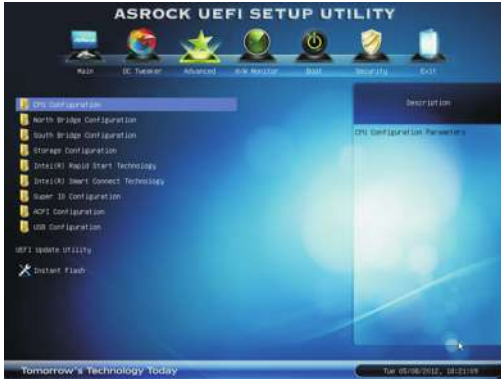 ASROCK UEFI SETUP UTILITY
Main OC Tweaker Advanced H/W Monitor Boot Security Exit
CPU Configuration
North Bridge Configuration
South Bridge Configuration
Storage Configuration
Intel(R) Rapid Start Technology
Intel(R) Smart Connect Technology
Super IO Configuration
ACPI Configuration
USB Configuration
UEFI Update Utility
Instant Flash
Description
CPU Configuration Parameters
Tomorrow's Technology Today
Tue 05/08/2012, 10:21:09